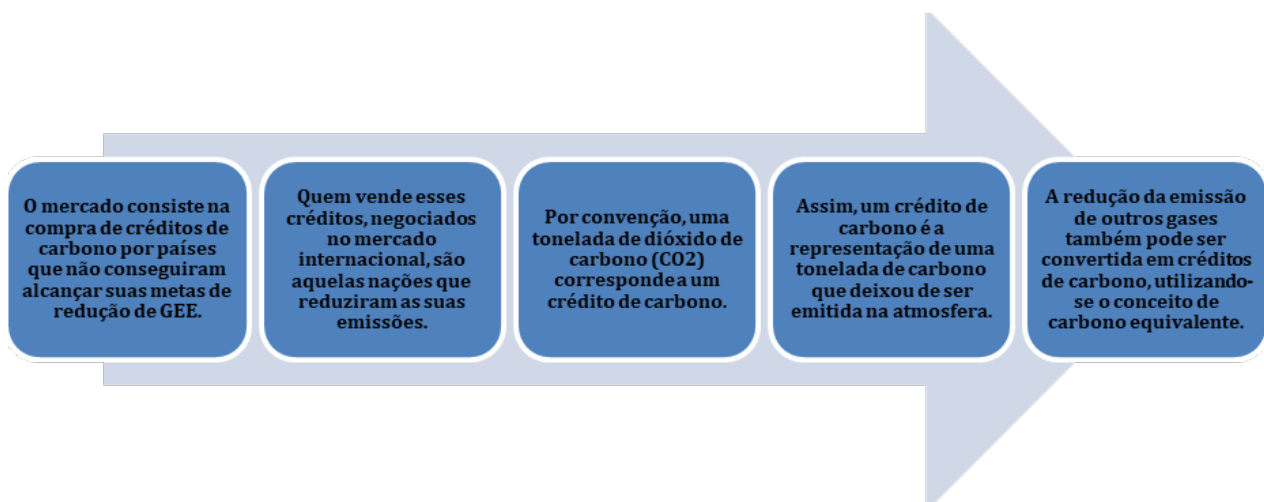 O mercado consiste na
compra de créditos de
carbono por países
que não conseguiram
alcançar suas metas de
redução de GEE.
Quem vende esses
créditos, negociados
no mercado
internacional, são
aquelas nações que
reduziram as suas
emissões.
Por convenção, uma
tonelada de dióxido de
carbono (CO2)
corresponde a um
crédito de carbono.
Assim, um crédito de
carbono é a
representação de uma
tonelada de carbono
que deixou de ser
emitida na atmosfera.
A redução da emissão
de outros gases
também pode ser
convertida em créditos
de carbono, utilizando-
se o conceito de
carbono equivalente.